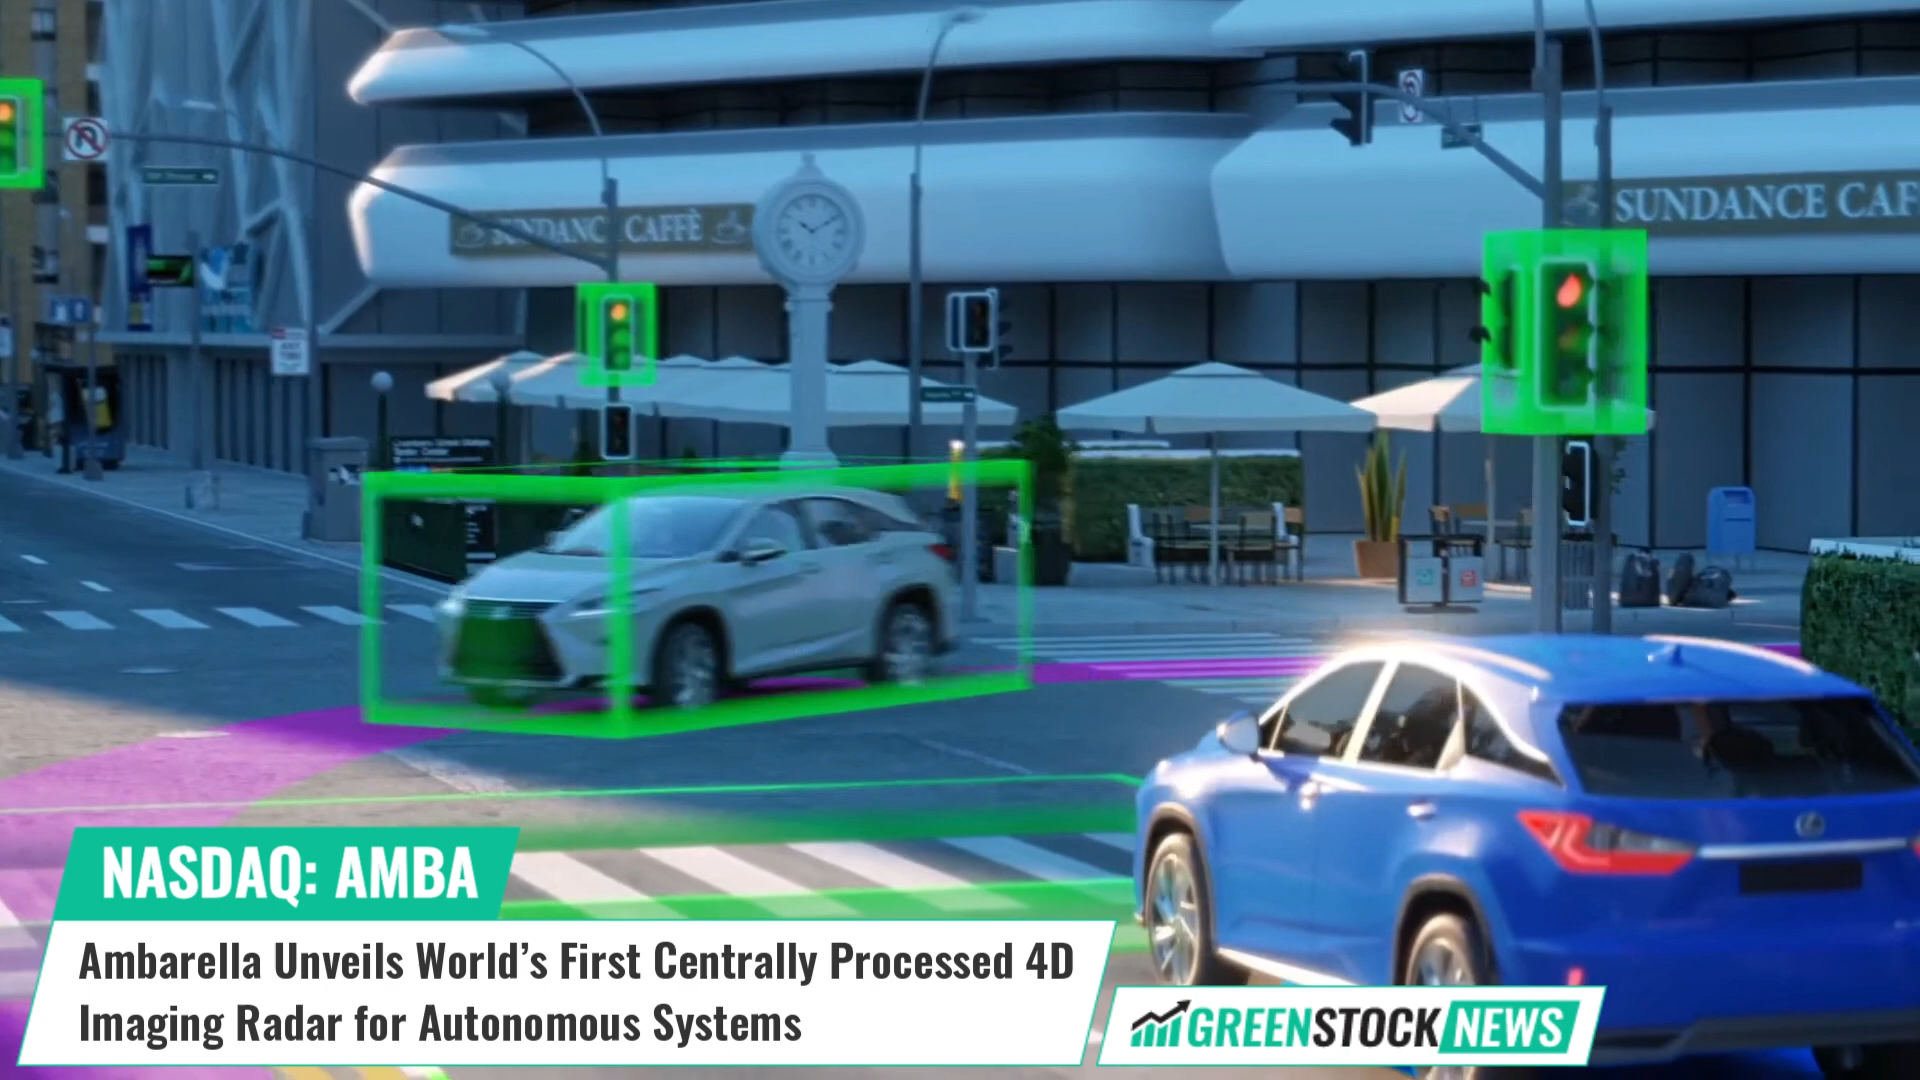 SUNDANCE CAFFÈ
SUNDANCE CAF
NASDAQ: AMBA
Ambarella Unveils World’s First Centrally Processed 4D
Imaging Radar for Autonomous Systems
GREENSTOCK NEWS